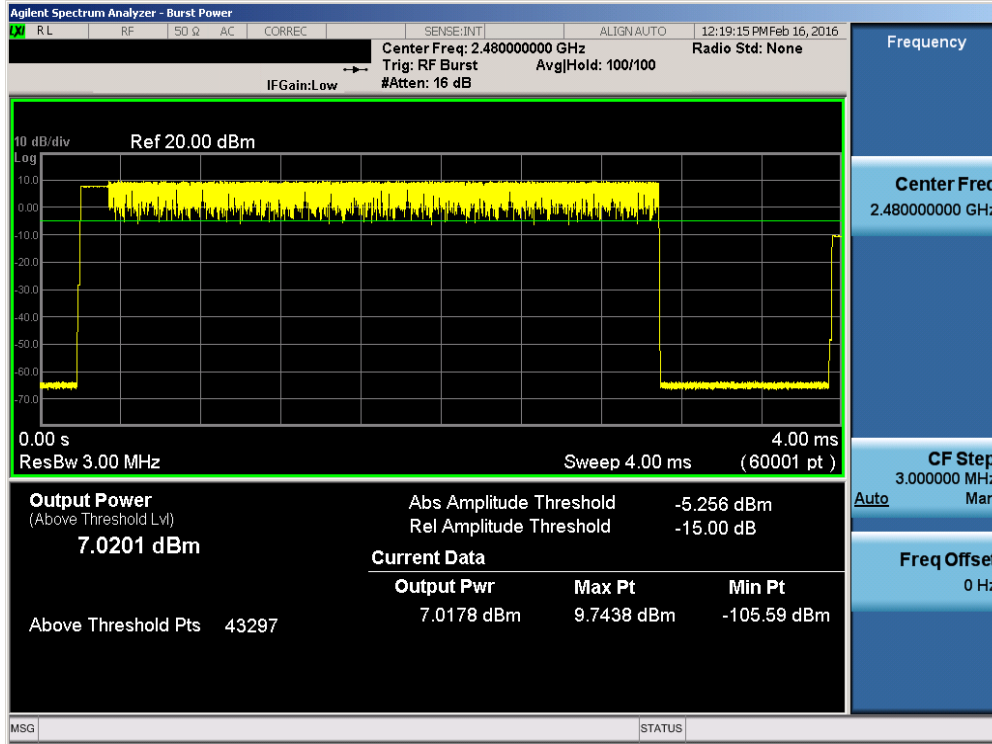 Agilent Spectrum Analyzer - Burst Power
LXI RL RF 50 Ω AC CORREC SENSE:INT ALIGN AUTO 12:19:15 PM Feb 16, 2016
Center Freq: 2.480000000 GHz Radio Std: None
Trig: RF Burst Avg|Hold: 100/100
IFGain:Low #Atten: 16 dB
Frequency
10 dB/div Ref 20.00 dBm
Log
10.0
0.00
-10.0
-20.0
-30.0
-40.0
-50.0
-60.0
-70.0
0.00 s 4.00 ms
ResBw 3.00 MHz Sweep 4.00 ms (60001 pt)
Center Freq
2.480000000 GHz
CF Step
3.000000 MHz
Auto Man
Freq Offset
0 Hz
Output Power
(Above Threshold Lvl)
7.0201 dBm
Above Threshold Pts 43297
Abs Amplitude Threshold -5.256 dBm
Rel Amplitude Threshold -15.00 dB
Current Data
Output Pwr Max Pt Min Pt
7.0178 dBm 9.7438 dBm -105.59 dBm
MSG STATUS